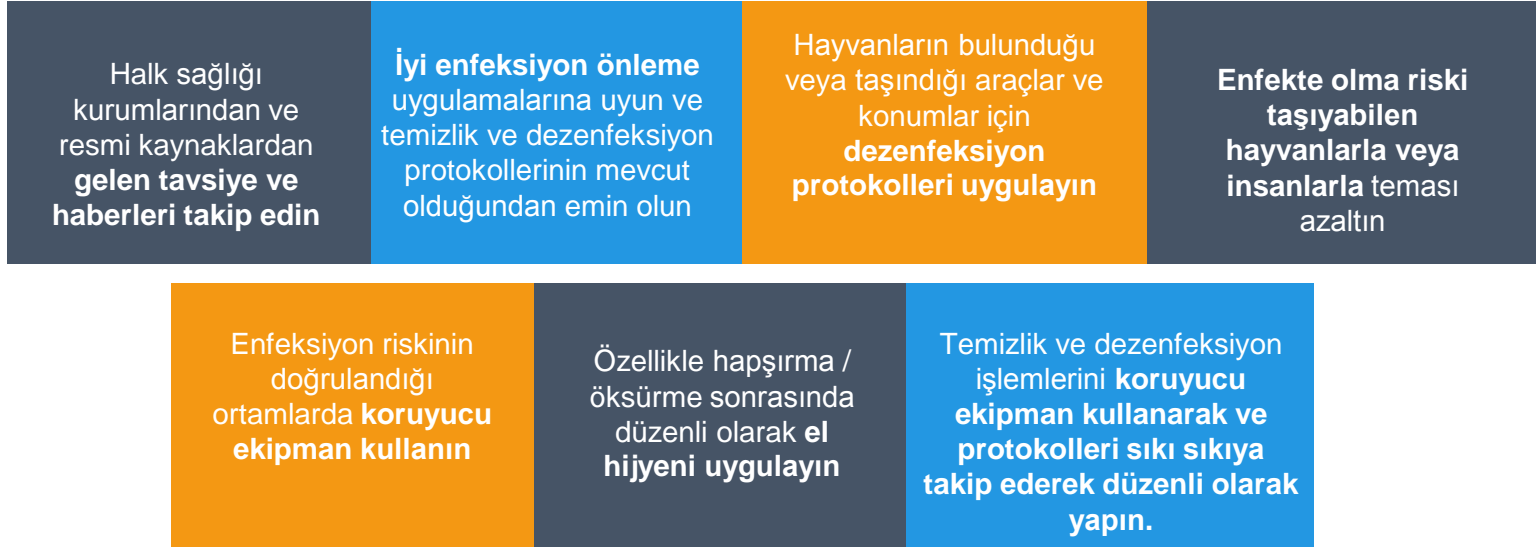 Halk sağlığı
kurumlarından ve
resmi kaynaklardan
gelen tavsiye ve
haberleri takip edin
İyi enfeksiyon önleme
uygulamalarına uyun ve
temizlik ve dezenfeksiyon
protokollerinin mevcut
olduğundan emin olun
Hayvanların bulunduğu
veya taşındığı araçlar ve
konumlar için
dezenfeksiyon
protokolleri uygulayın
Enfekte olma riski
taşıyabilen
hayvanlarla veya
insanlarla teması
azaltın
Enfeksiyon riskinin
doğrulandığı
ortamlarda koruyucu
ekipman kullanın
Özellikle hapşırma /
öksürme sonrasında
düzenli olarak el
hijyeni uygulayın
Temizlik ve dezenfeksiyon
işlemlerini koruyucu
ekipman kullanarak ve
protokolleri sıkı sıkıya
takip ederek düzenli olarak
yapın.